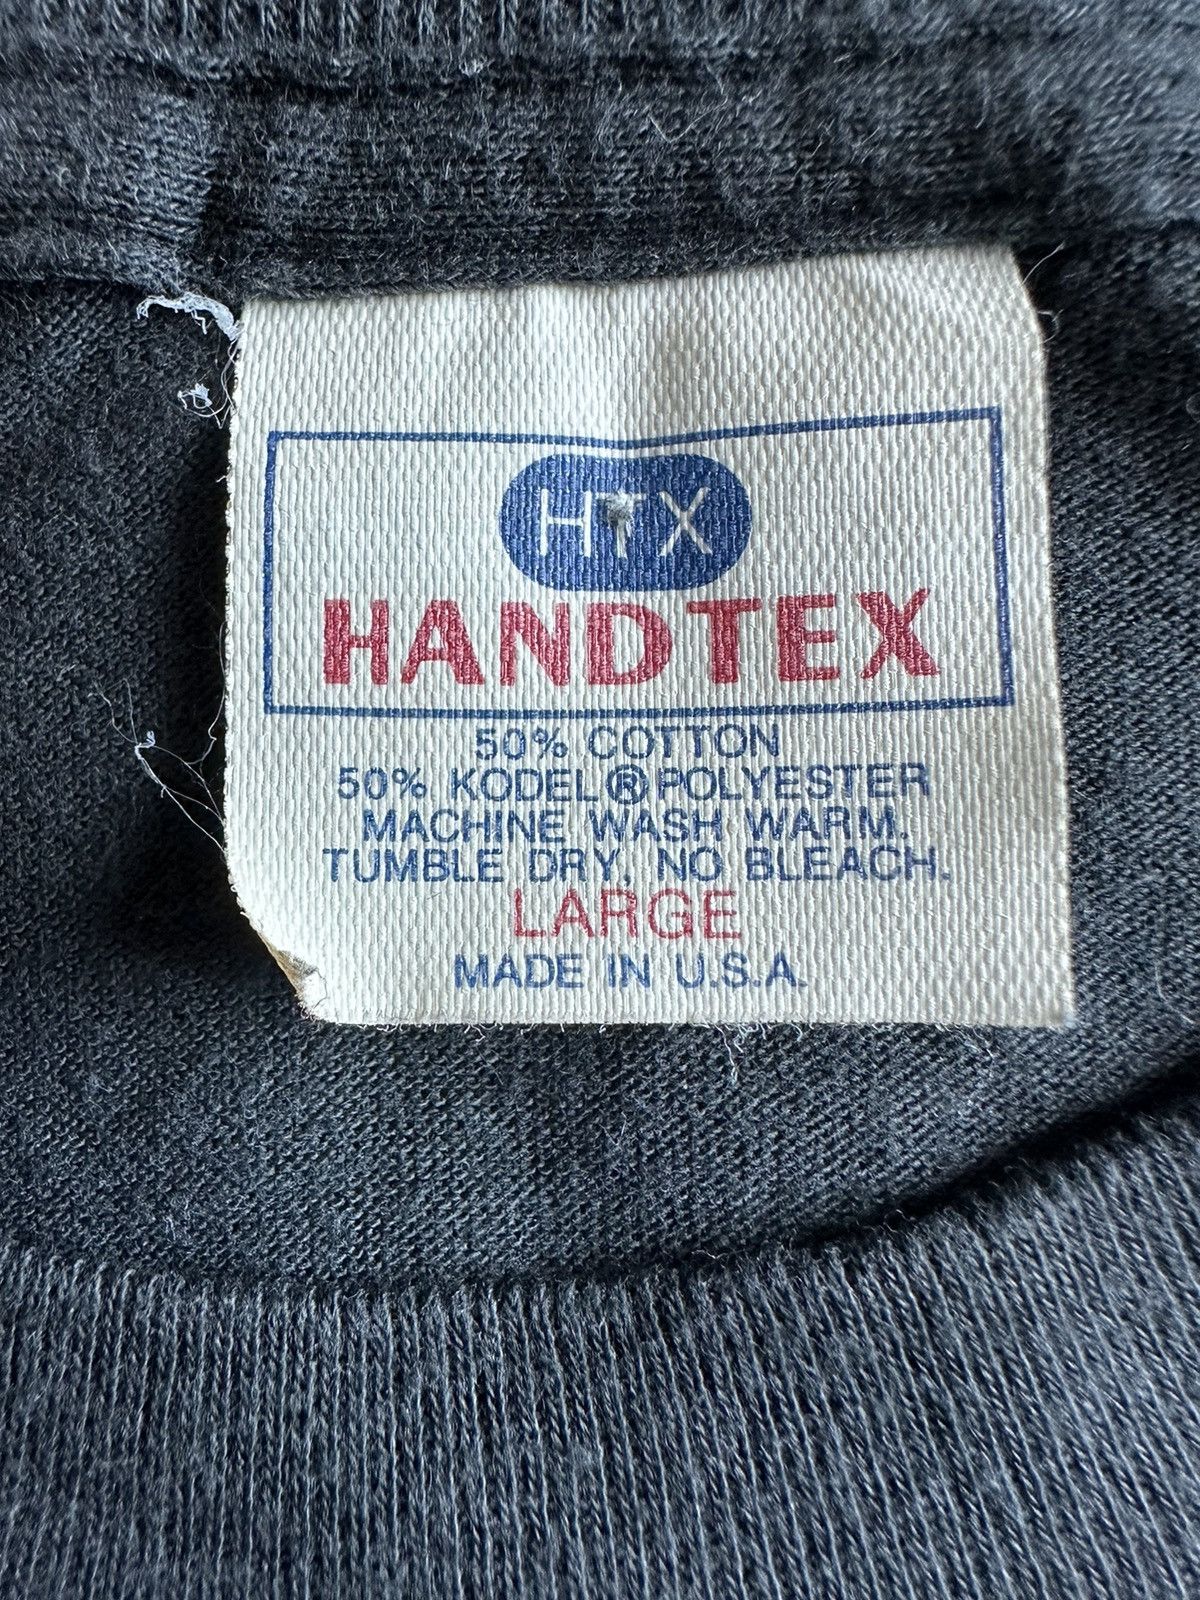 HTX
HANDTEX
50% COTTON
50% KODEL®POLYESTER
MACHINE WASH WARM.
TUMBLE DRY, NO BLEACH.
LARGE
MADE IN U.S.A.